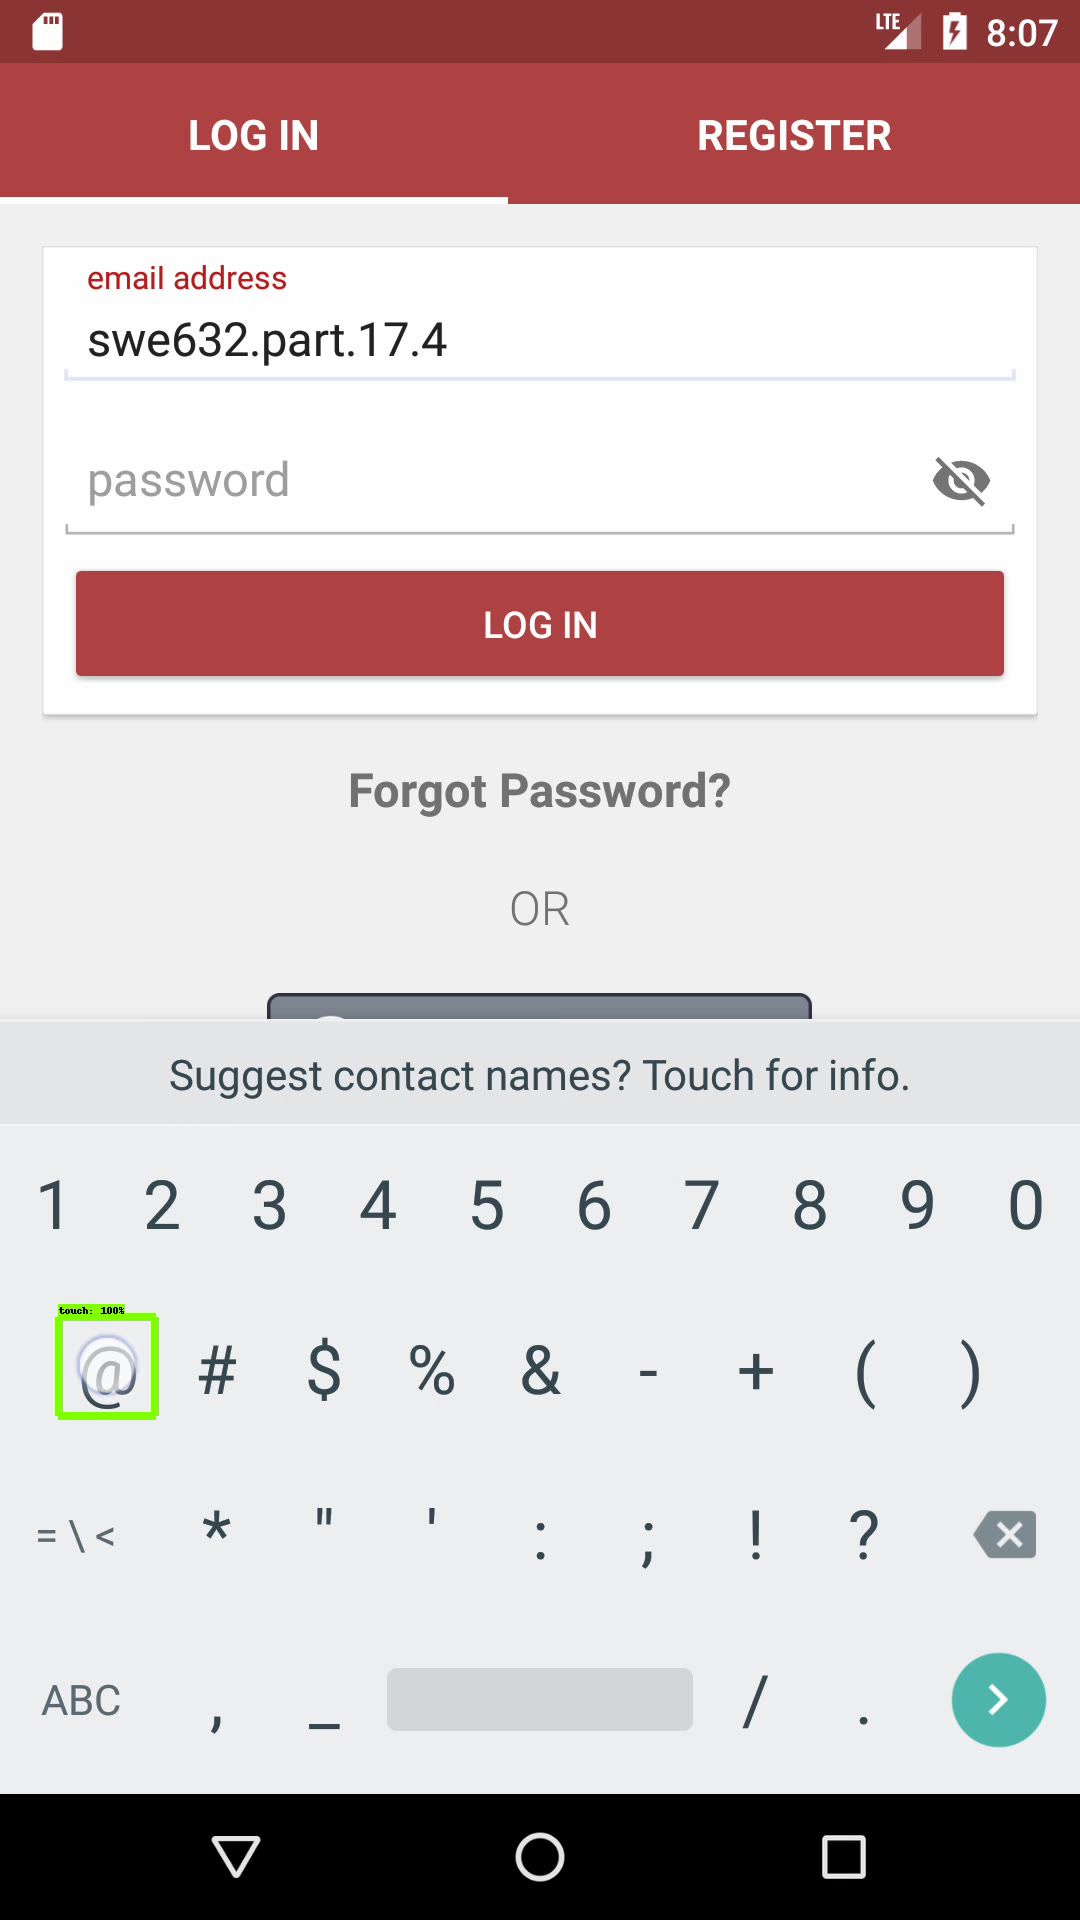 LTE 8:07
LOG IN REGISTER
email address
swe632.part.17.4
password
LOG IN
Forgot Password?
OR
Suggest contact names? Touch for info.
1 2 3 4 5 6 7 8 9 0
touch: 100%
@ # $ % & - + ( )
= \ < * " ' : ; ! ?
ABC , _ / .